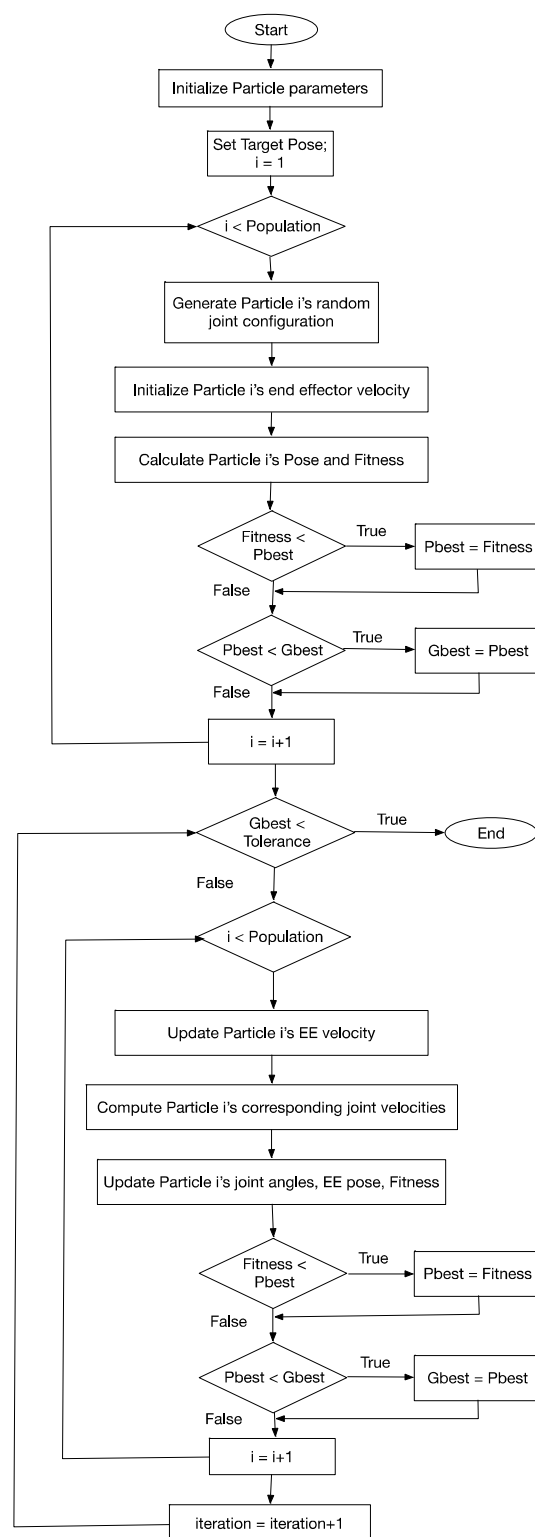 Start
Initialize Particle parameters
Set Target Pose;
i = 1
i < Population
Generate Particle i's random
joint configuration
Initialize Particle i's end effector velocity
Calculate Particle i's Pose and Fitness
Fitness <
Pbest
True
Pbest = Fitness
False
Pbest < Gbest
True
Gbest = Pbest
False
i = i+1
Gbest <
Tolerance
True
End
False
i < Population
Update Particle i's EE velocity
Compute Particle i's corresponding joint velocities
Update Particle i's joint angles, EE pose, Fitness
Fitness <
Pbest
True
Pbest = Fitness
False
Pbest < Gbest
True
Gbest = Pbest
False
i = i+1
iteration = iteration+1